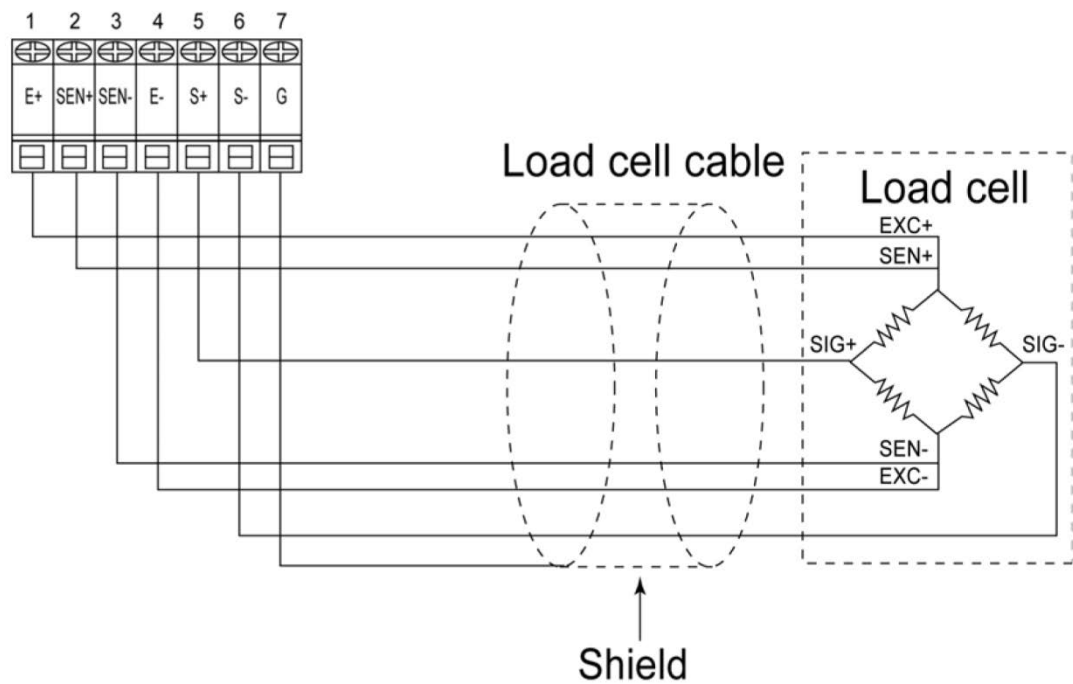 1 2 3 4 5 6 7
E+ SEN+ SEN- E- S+ S- G
Load cell cable
Load cell
EXC+
SEN+
SIG+ SIG-
SEN-
EXC-
Shield